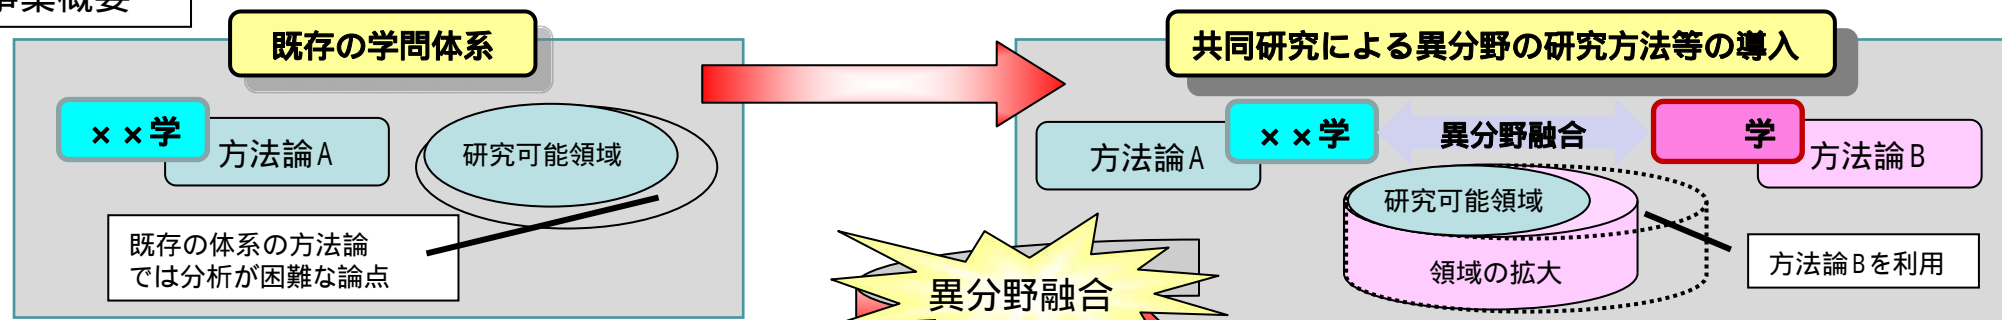 事業概要
既存の学問体系
××学
方法論A
研究可能領域
既存の体系の方法論
では分析が困難な論点
共同研究による異分野の研究方法等の導入
方法論A
××学
異分野融合
学
方法論B
研究可能領域
領域の拡大
方法論Bを利用
異分野融合